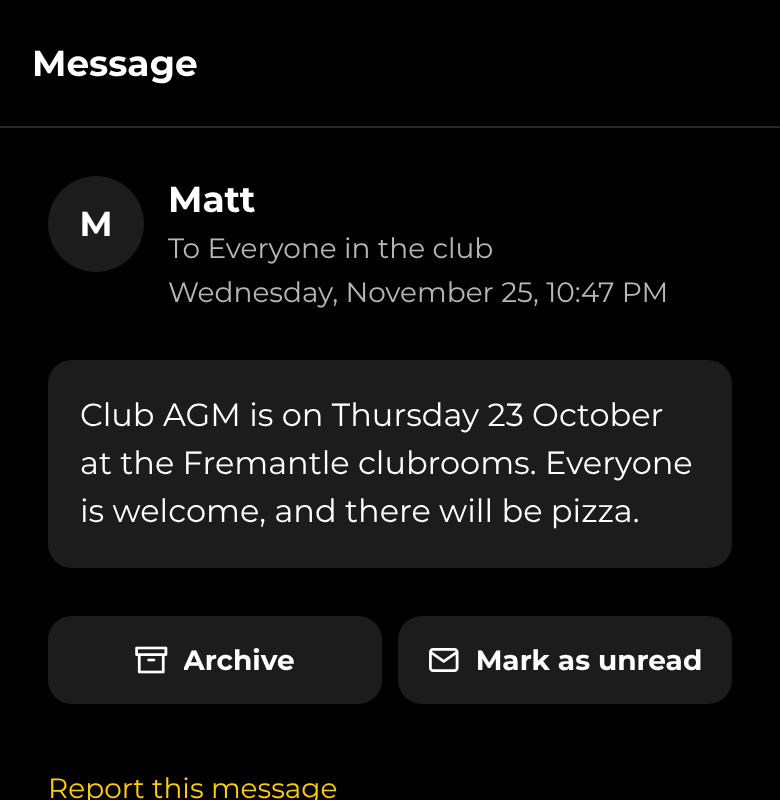 Message
M
Matt
To Everyone in the club
Wednesday, November 25, 10:47 PM
Club AGM is on Thursday 23 October
at the Fremantle clubrooms. Everyone
is welcome, and there will be pizza.
Archive
Mark as unread
Report this message